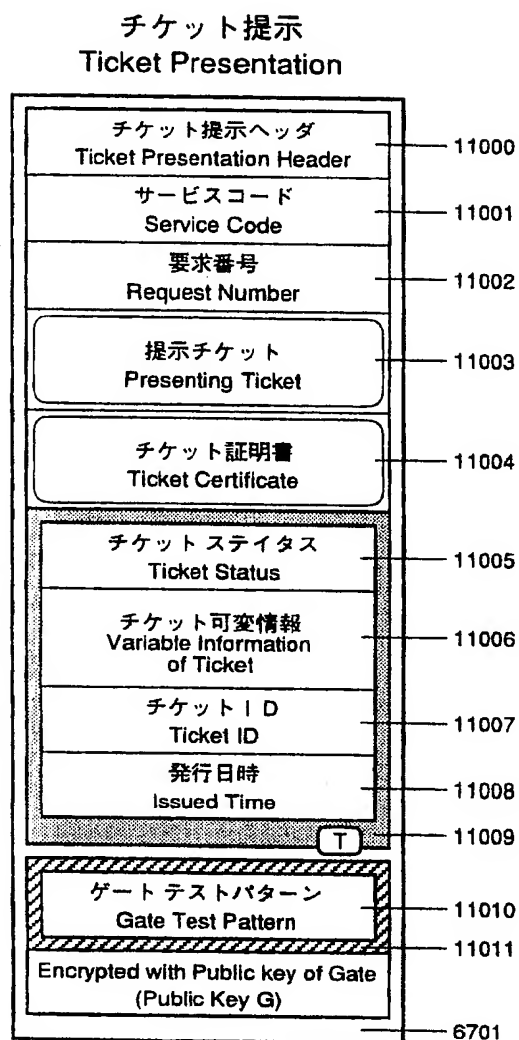 チケット提示
Ticket Presentation
チケット提示ヘッダ
Ticket Presentation Header
11000
サービスコード
Service Code
11001
要求番号
Request Number
11002
提示チケット
Presenting Ticket
11003
チケット証明書
Ticket Certificate
11004
チケット ステイタス
Ticket Status
11005
チケット可変情報
Variable Information
of Ticket
11006
チケットID
Ticket ID
11007
発行日時
Issued Time
11008
T
11009
ゲート テストパターン
Gate Test Pattern
11010
11011
Encrypted with Public key of Gate
(Public Key G)
6701